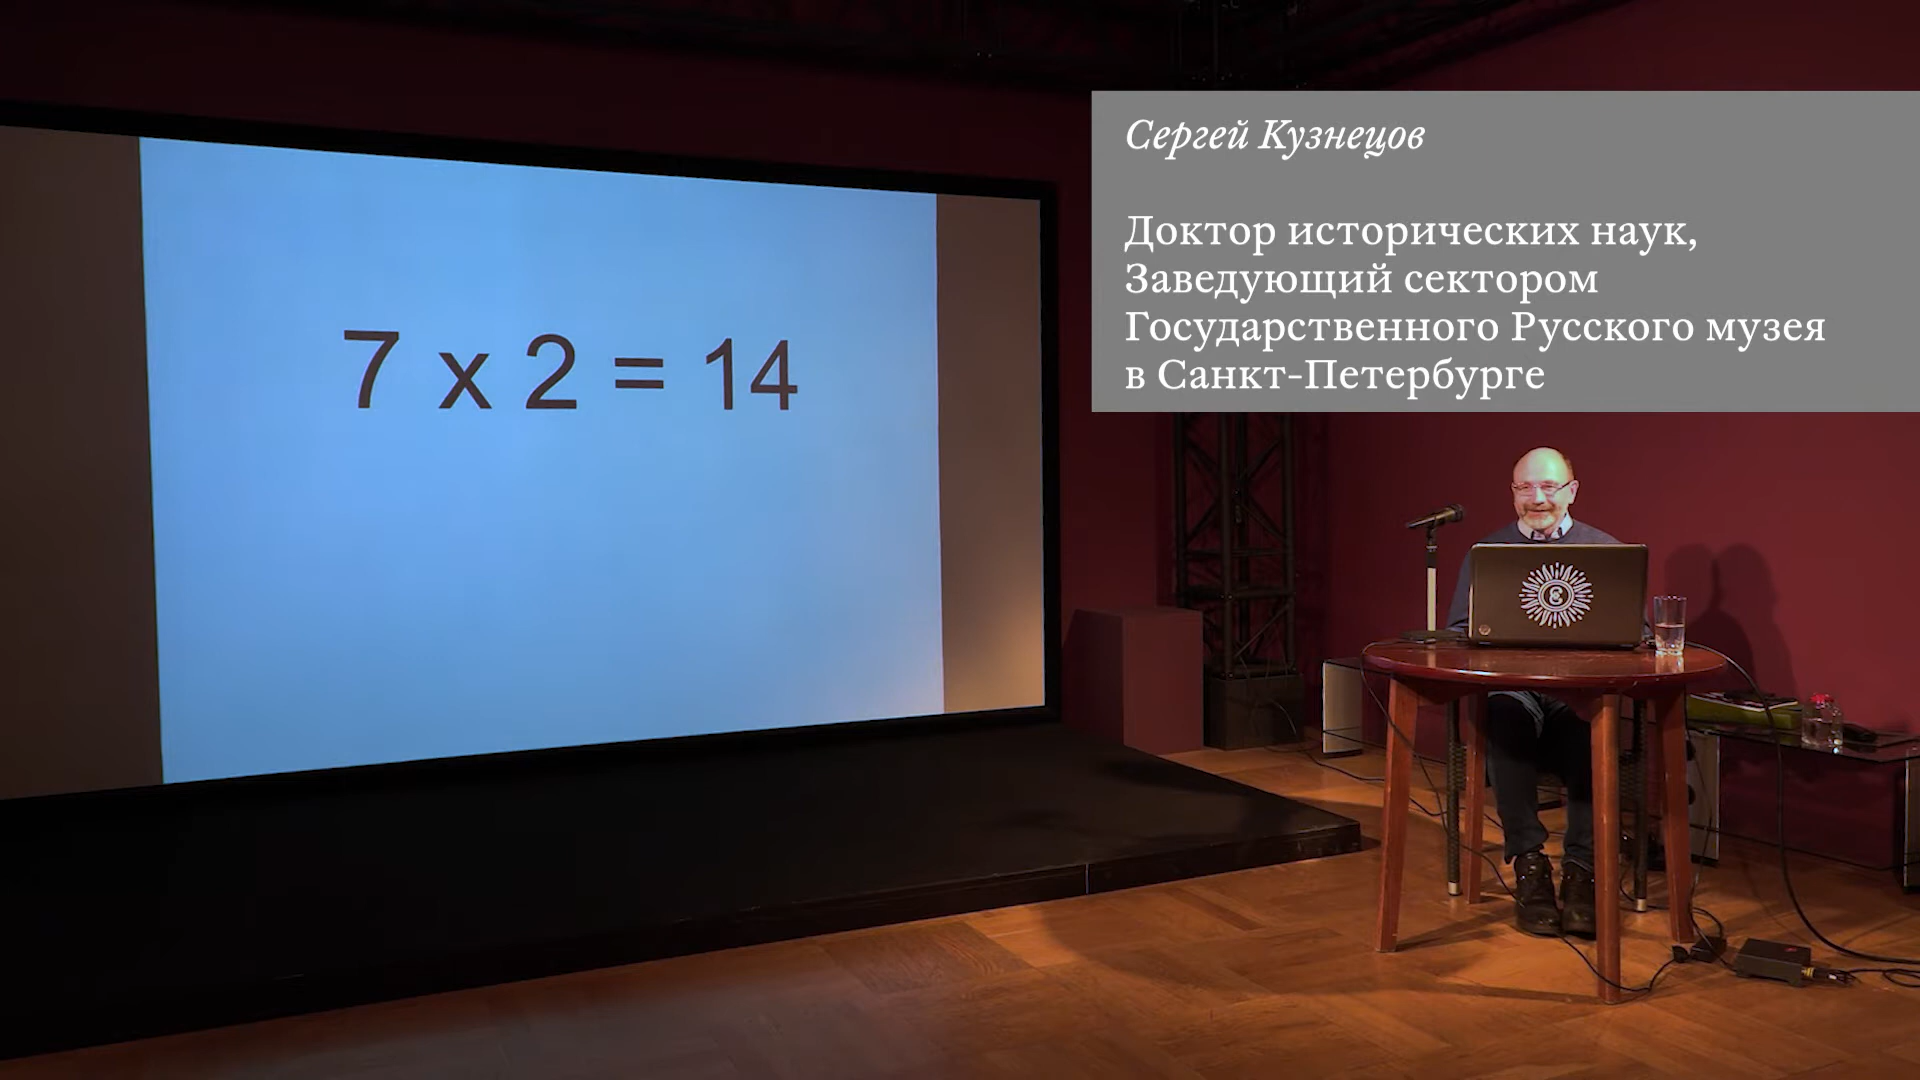 7 x 2 = 14
Сергей Кузнецов
Доктор исторических наук,
Заведующий сектором
Государственного Русского музея
в Санкт-Петербурге